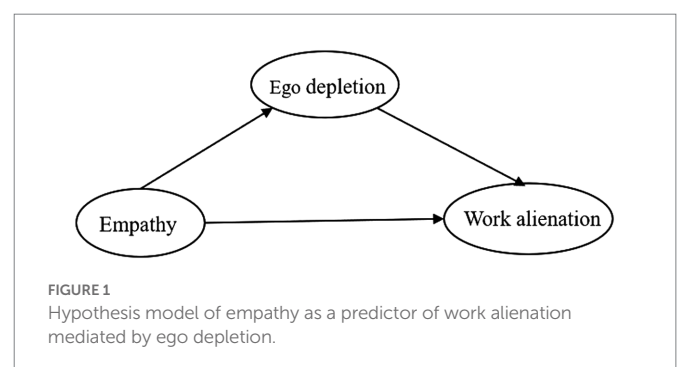 Ego depletion
Empathy
Work alienation
FIGURE 1
Hypothesis model of empathy as a predictor of work alienation
mediated by ego depletion.